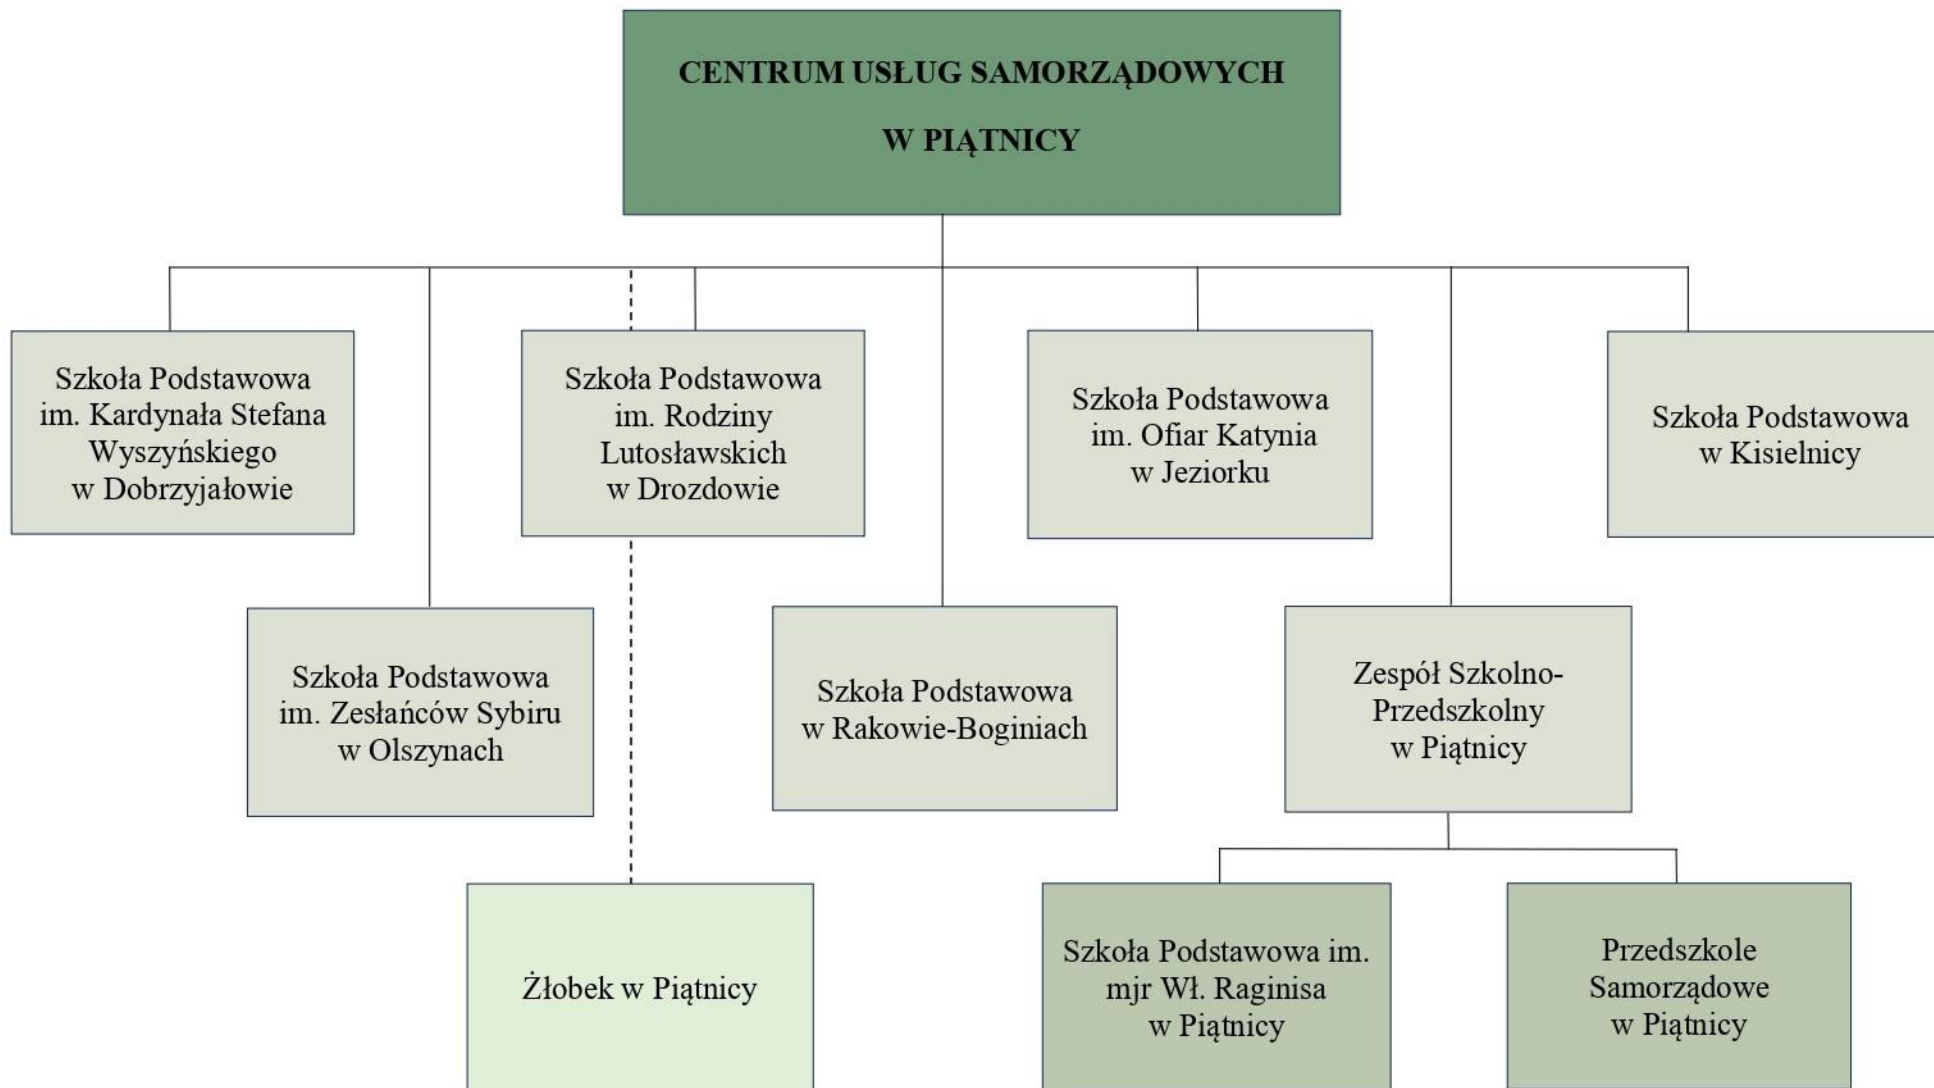 CENTRUM USŁUG SAMORZĄDOWYCH
W PIĄTNICY
Szkoła Podstawowa
im. Kardynała Stefana
Wyszyńskiego
w Dobrzyjałowie
Szkoła Podstawowa
im. Rodziny
Lutosławskich
w Drozdowie
Szkoła Podstawowa
im. Ofiar Katynia
w Jeziorku
Szkoła Podstawowa
w Kisielnicy
Szkoła Podstawowa
im. Zesłańców Sybiru
w Olszynach
Szkoła Podstawowa
w Rakowie-Boginiach
Zespół Szkolno-
Przedszkolny
w Piątnicy
Żłobek w Piątnicy
Szkoła Podstawowa im.
mjr Wł. Raginisa
w Piątnicy
Przedszkole
Samorządowe
w Piątnicy